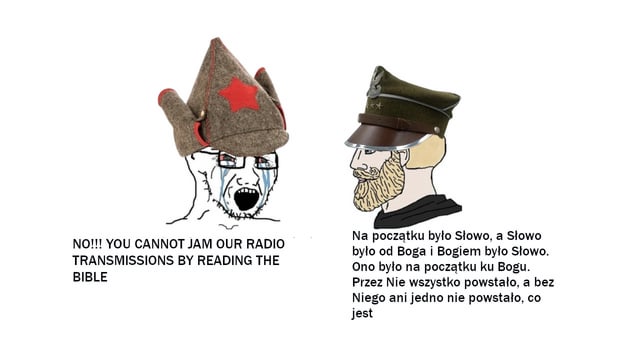 NO!!! YOU CANNOT JAM OUR RADIO
TRANSMISSIONS BY READING THE
BIBLE
Na początku było Słowo, a Słowo
było od Boga i Bogiem było Słowo.
Ono było na początku ku Bogu.
Przez Nie wszystko powstało, a bez
Niego ani jedno nie powstało, co
jest